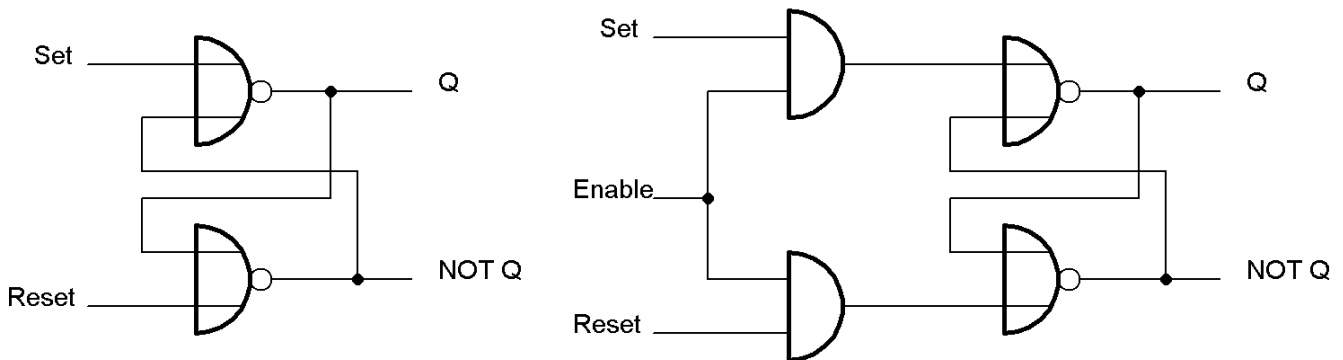 Set
Q
Reset
NOT Q
Set
Enable
Reset
Q
NOT Q